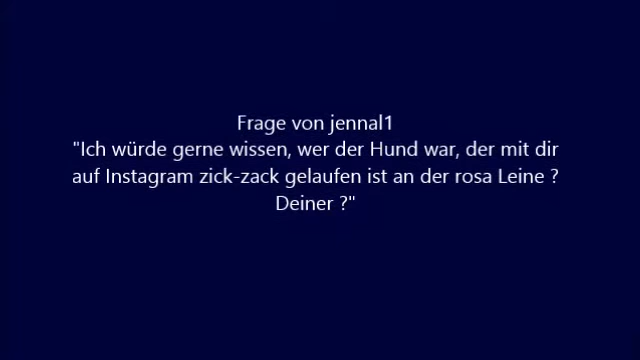 Frage von jennal1
"Ich würde gerne wissen, wer der Hund war, der mit dir
auf Instagram zick-zack gelaufen ist an der rosa Leine ?
Deiner ?"